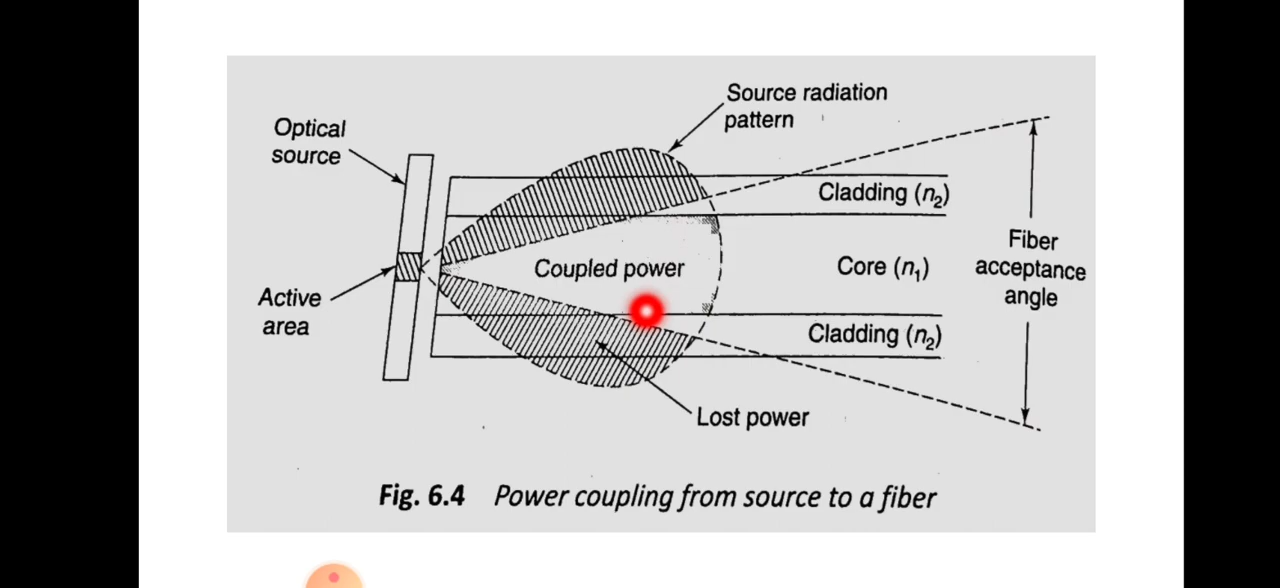 Source radiation
pattern
Optical
source
Cladding (n₂)
Fiber
acceptance
angle
Coupled power
Core (n₁)
Active
area
Cladding (n₂)
Lost power
Fig. 6.4 Power coupling from source to a fiber